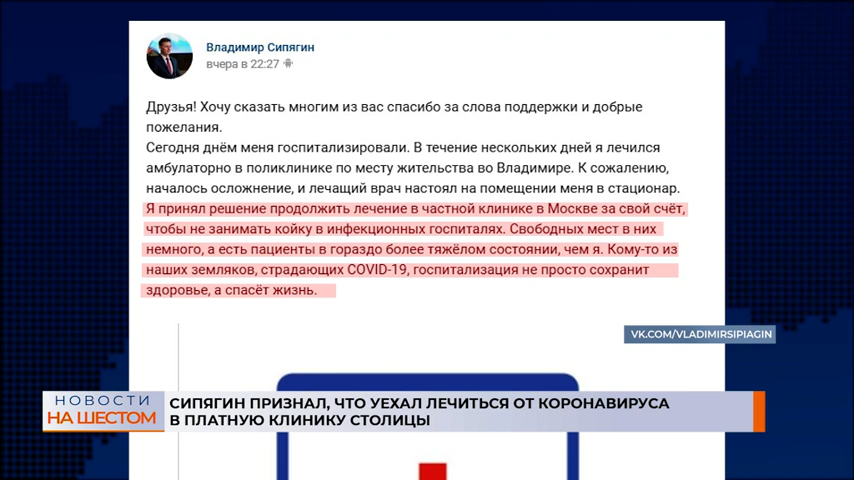 Владимир Сипягин
вчера в 22:27
Друзья! Хочу сказать многим из вас спасибо за слова поддержки и добрые
пожелания.
Сегодня днём меня госпитализировали. В течение нескольких дней я лечился
амбулаторно в поликлинике по месту жительства во Владимире. К сожалению,
началось осложнение, и лечащий врач настоял на помещении меня в стационар.
Я принял решение продолжить лечение в частной клинике в Москве за свой счёт,
чтобы не занимать койку в инфекционных госпиталях. Свободных мест в них
немного, а есть пациенты в гораздо более тяжёлом состоянии, чем я. Кому-то из
наших земляков, страдающих COVID-19, госпитализация не просто сохранит
здоровье, а спасёт жизнь.
VK.COM/VLADIMIRSIPIAGIN
НОВОСТИ
НА ШЕСТОМ
СИПЯГИН ПРИЗНАЛ, ЧТО УЕХАЛ ЛЕЧИТЬСЯ ОТ КОРОНАВИРУСА
В ПЛАТНУЮ КЛИНИКУ СТОЛИЦЫ